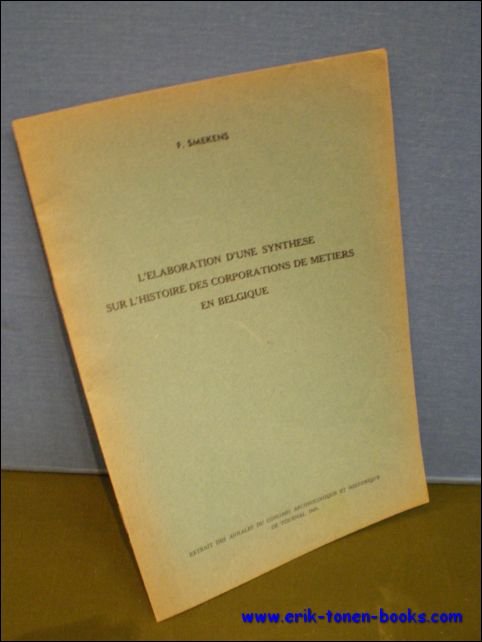 F. SMEKENS
L'ELABORATION D'UNE SYNTHESE
SUR L'HISTOIRE DES CORPORATIONS DE METIERS
EN BELGIQUE
EXTRAIT DES ANNALES DU CONGRES ARCHEOLOGIQUE ET HISTORIQUE
DE TOURNAI, 1949.
www.erik-tonen-books.com